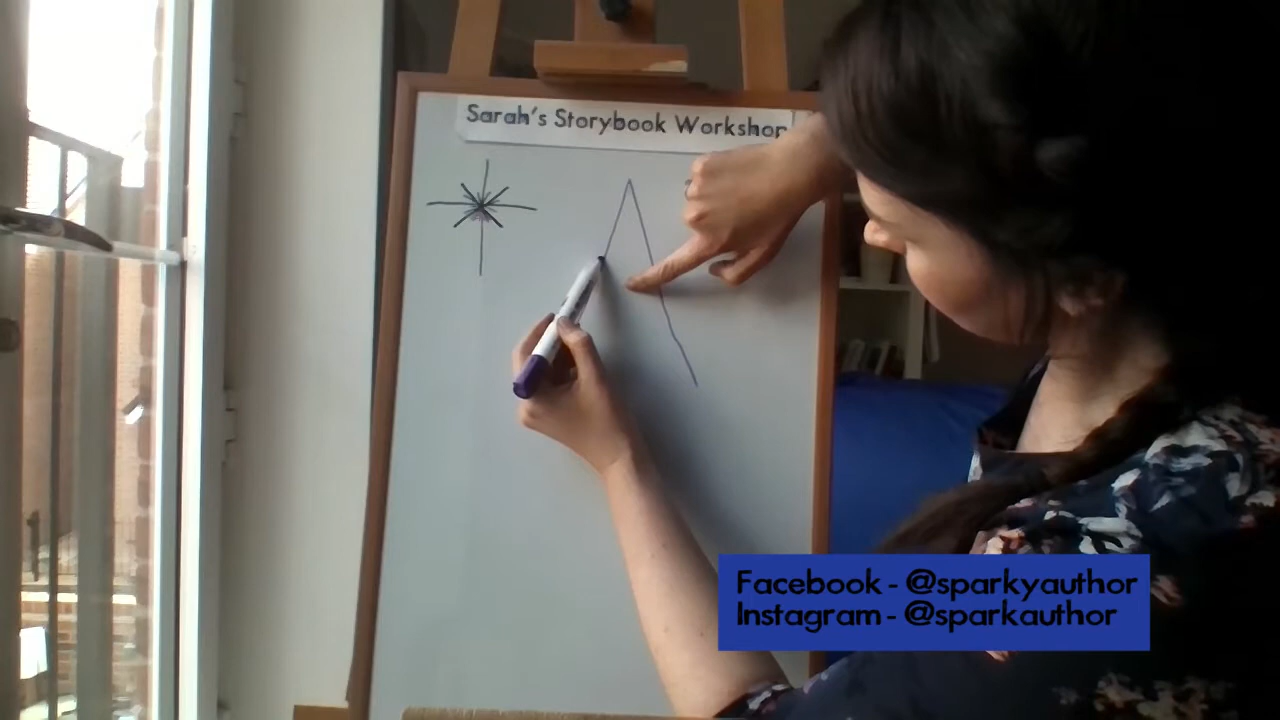 Sarah's Storybook Workshop
Facebook - @sparkyauthor
Instagram - @sparkauthor